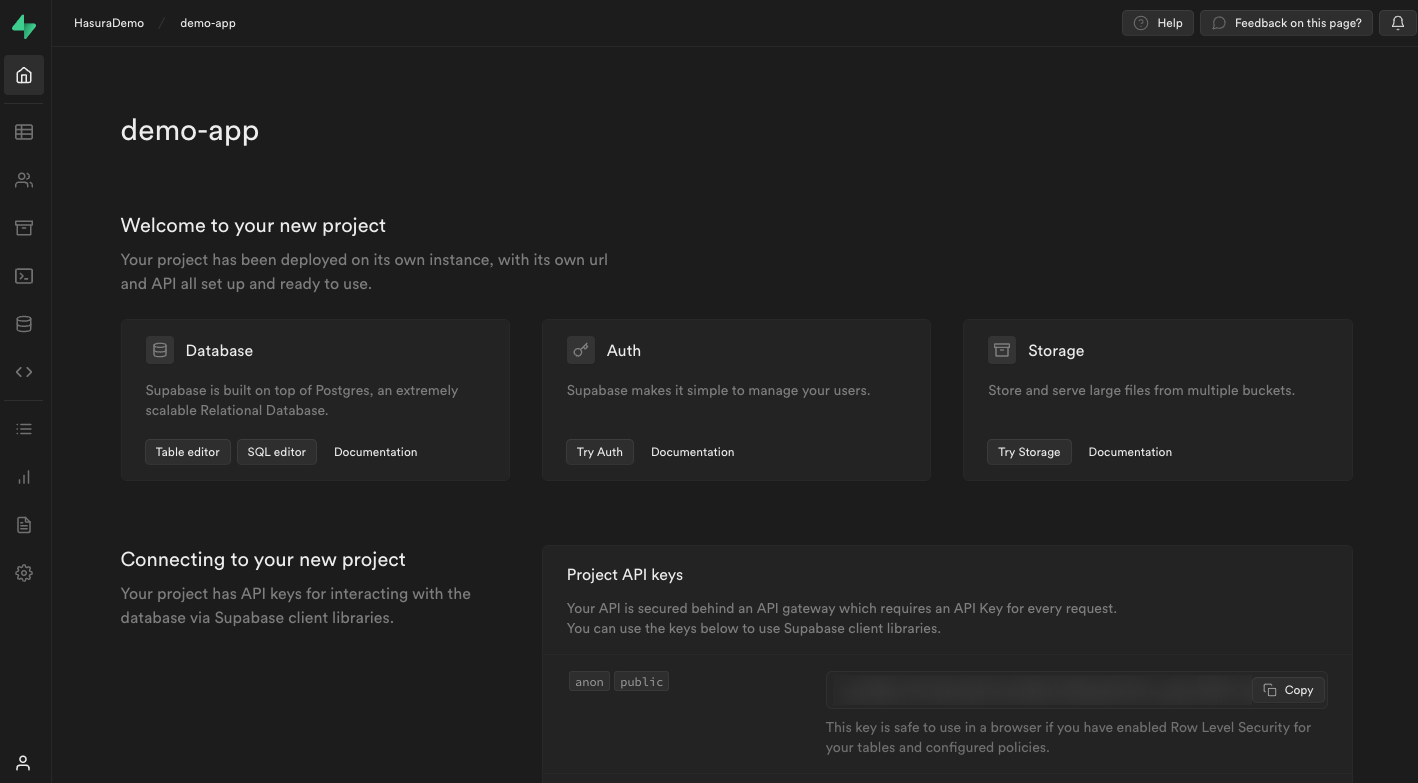 HasuraDemo / demo-app
Help
Feedback on this page?
demo-app
Welcome to your new project
Your project has been deployed on its own instance, with its own url
and API all set up and ready to use.
Database
Supabase is built on top of Postgres, an extremely
scalable Relational Database.
Table editor
SQL editor
Documentation
Auth
Supabase makes it simple to manage your users.
Try Auth
Documentation
Storage
Store and serve large files from multiple buckets.
Try Storage
Documentation
Connecting to your new project
Your project has API keys for interacting with the
database via Supabase client libraries.
Project API keys
Your API is secured behind an API gateway which requires an API Key for every request.
You can use the keys below to use Supabase client libraries.
anon public
Copy
This key is safe to use in a browser if you have enabled Row Level Security for
your tables and configured policies.